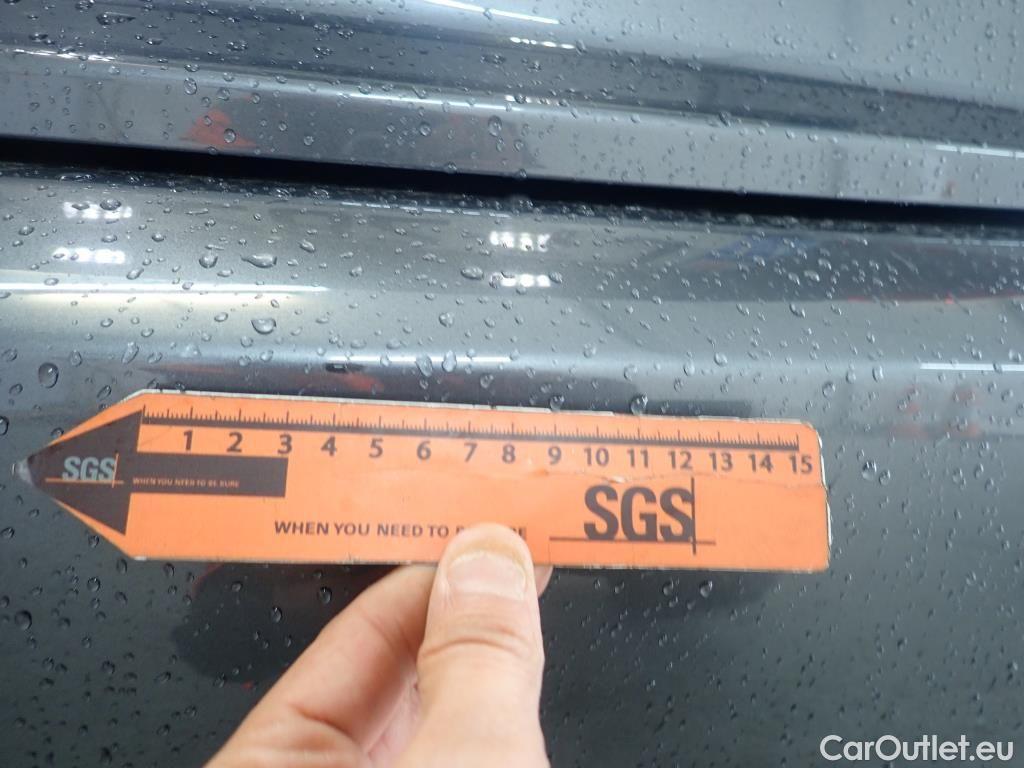 1 2 3 4 5 6 7 8 9 10 11 12 13 14 15
SGS WHEN YOU NEED TO BE SURE
SGS
WHEN YOU NEED TO
CarOutlet.eu